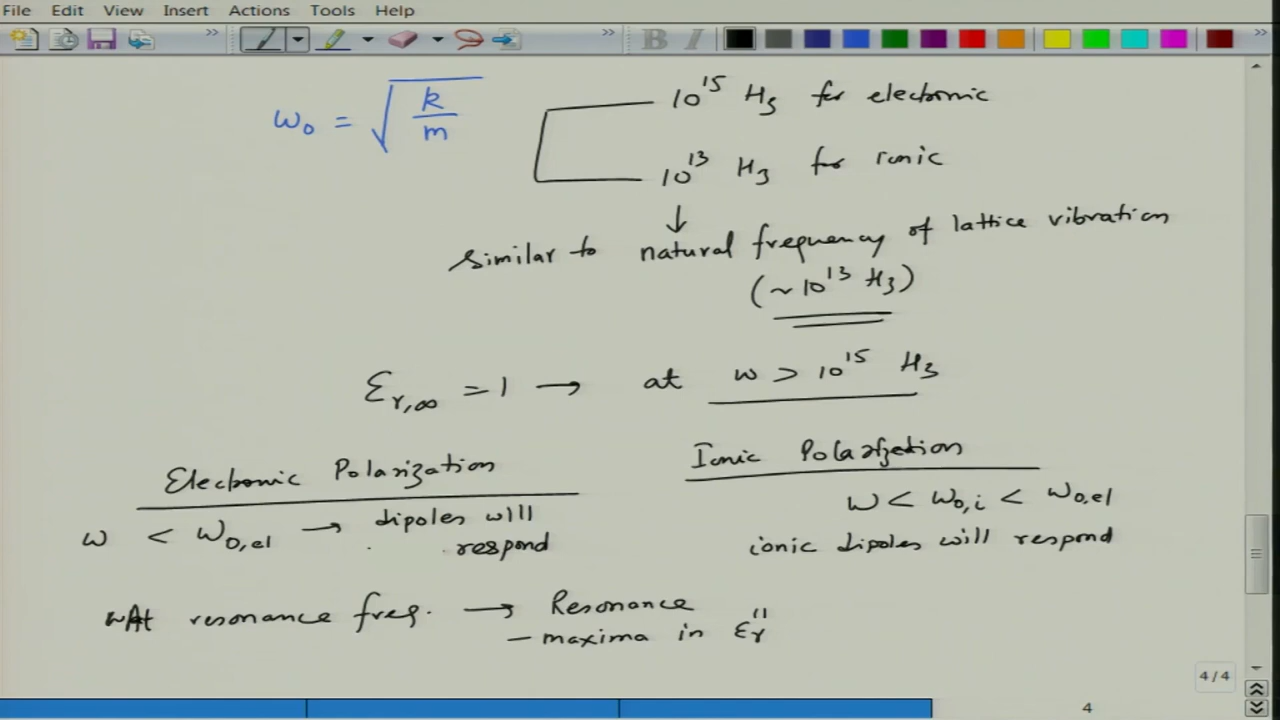 File Edit View Insert Actions Tools Help
B I
ω₀ = √(k/m)
10¹⁵ Hz for electronic
10¹³ Hz for ionic
↓
similar to natural frequency of lattice vibration
(~10¹³ Hz)
εr,∞ = 1 → at ω > 10¹⁵ Hz
Electronic Polarization
ω < ω₀,el → dipoles will
respond
Ionic Polarization
ω < ω₀,i < ω₀,el
ionic dipoles will respond
At resonance freq. → Resonance
– maxima in εr″
4/4
4